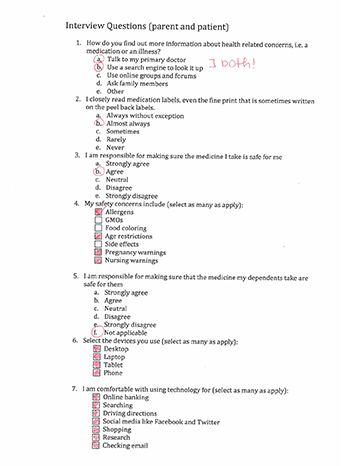 Interview Questions (parent and patient)
1. How do you find out more information about health related concerns, i.e. a
medication or an illness?
a. Talk to my primary doctor
b. Use a search engine to look it up
} both!
c. Use online groups and forums
d. Ask family members
e. Other
2. I closely read medication labels, even the fine print that is sometimes written
on the peel back labels.
a. Always without exception
b. Almost always
c. Sometimes
d. Rarely
e. Never
3. I am responsible for making sure the medicine I take is safe for me
a. Strongly agree
b. Agree
c. Neutral
d. Disagree
e. Strongly disagree
4. My safety concerns include (select as many as apply):
Allergens
GMOs
Food coloring
Age restrictions
Side effects
Pregnancy warnings
Nursing warnings
5. I am responsible for making sure that the medicine my dependents take are
safe for them
a. Strongly agree
b. Agree
c. Neutral
d. Disagree
e. Strongly disagree
f. Not applicable
6. Select the devices you use (select as many as apply):
Desktop
Laptop
Tablet
Phone
7. I am comfortable with using technology for (select as many as apply):
Online banking
Searching
Driving directions
Social media like Facebook and Twitter
Shopping
Research
Checking email